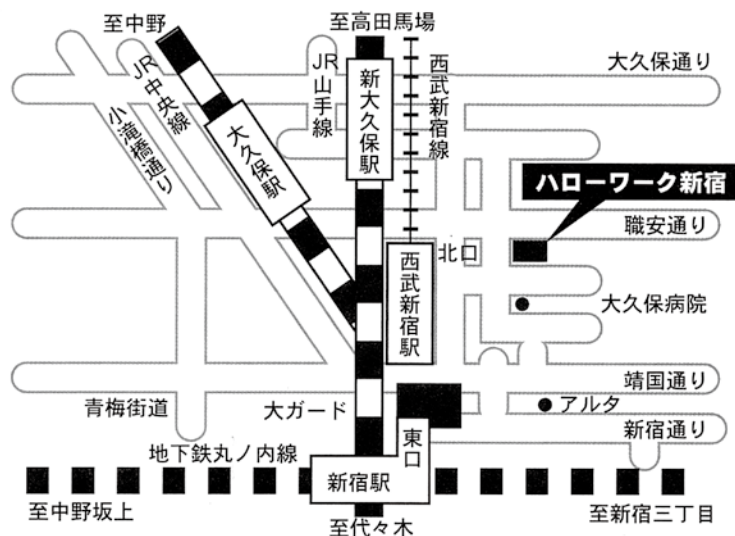 至中野
至高田馬場
JR中央線
JR山手線
西武新宿線
大久保通り
小滝橋通り
大久保駅
新大久保駅
ハローワーク新宿
職安通り
北口
西武新宿駅
大久保病院
靖国通り
青梅街道
大ガード
アルタ
東口
新宿通り
地下鉄丸ノ内線
新宿駅
至中野坂上
至新宿三丁目
至代々木